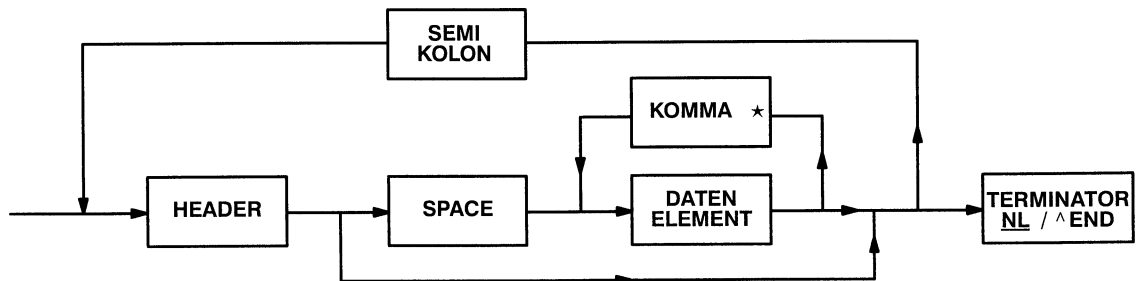 SEMI
KOLON
KOMMA ★
HEADER
SPACE
DATEN
ELEMENT
TERMINATOR
NL / ^END